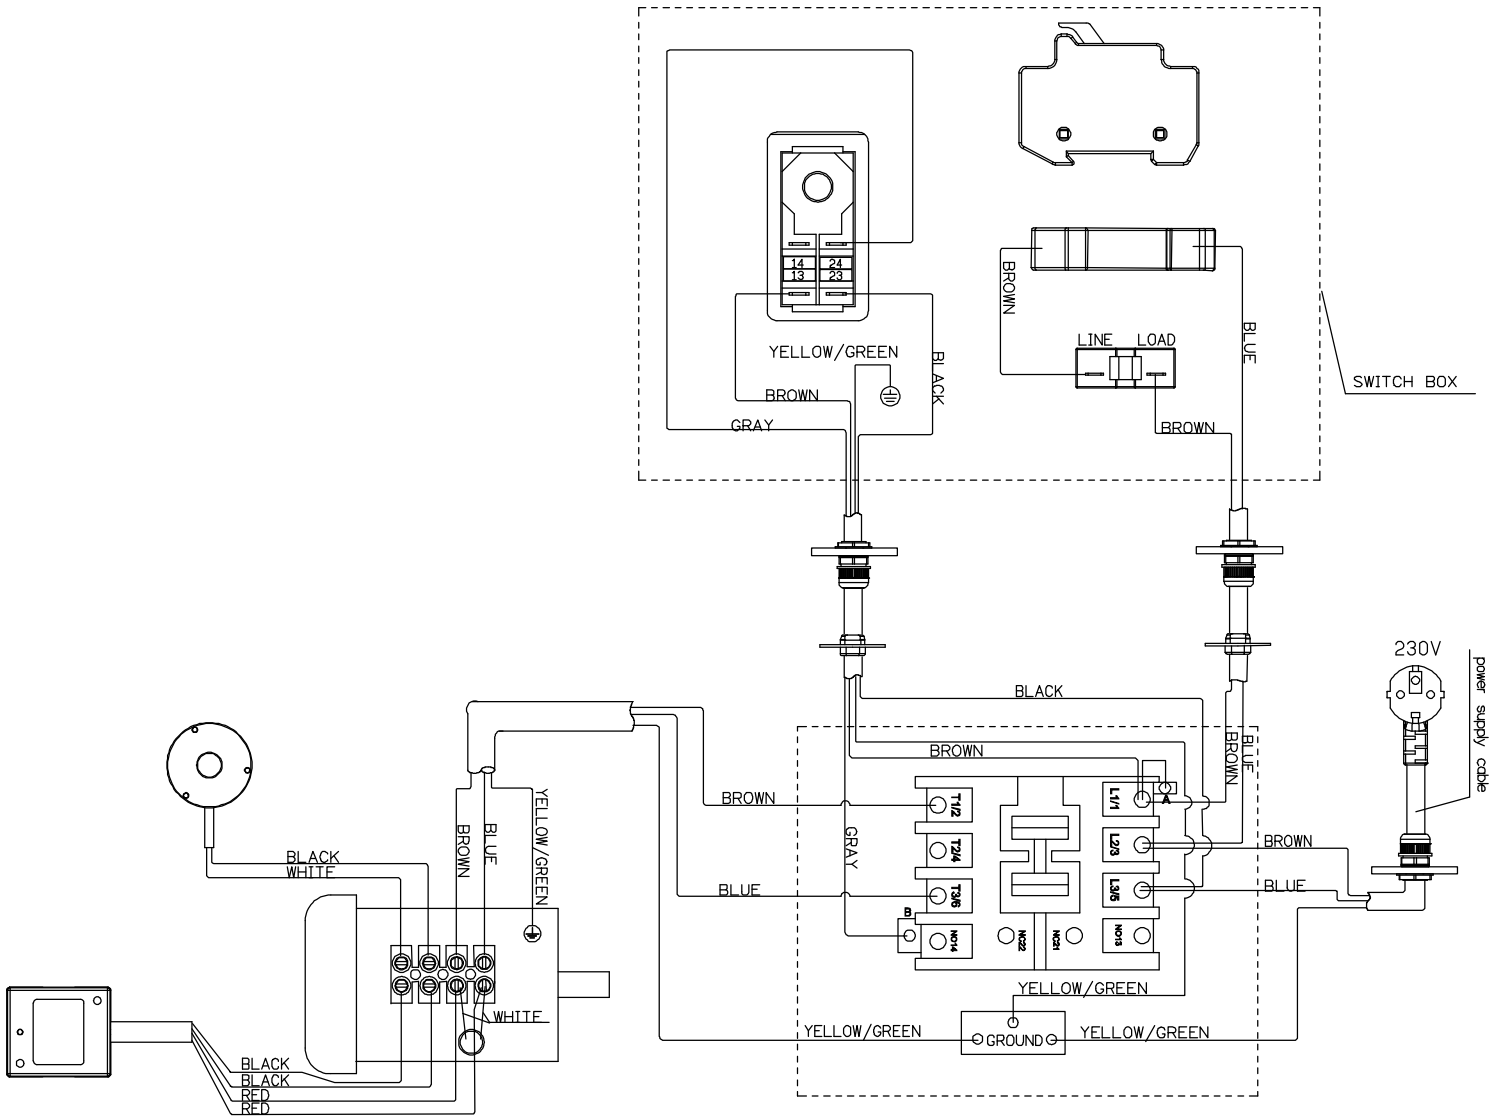 14
24
13
23
YELLOW/GREEN
BROWN
GRAY
BLACK
BROWN
LINE
LOAD
BLUE
BROWN
SWITCH BOX
230V
power supply cable
BLACK
BROWN
BLUE
BROWN
BROWN
T1/2
L1/1
A
GRAY
T2/4
L2/3
BROWN
BLUE
T3/6
L3/5
BLUE
B
NO14
NC22
NC21
NO13
YELLOW/GREEN
YELLOW/GREEN
GROUND
YELLOW/GREEN
BROWN
BLUE
YELLOW/GREEN
BLACK
WHITE
WHITE
BLACK
BLACK
RED
RED